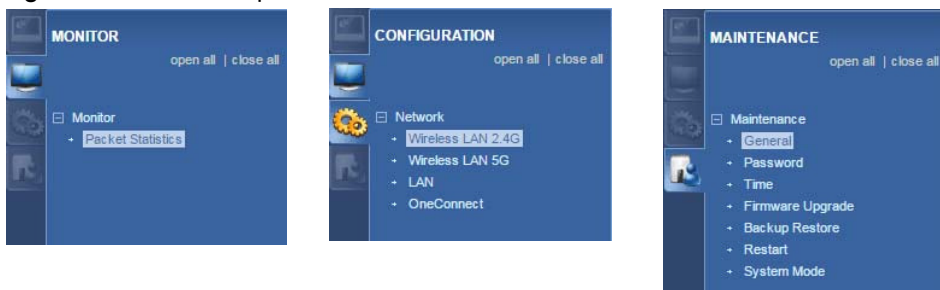 MONITOR
open all | close all
Monitor
Packet Statistics
CONFIGURATION
open all | close all
Network
Wireless LAN 2.4G
Wireless LAN 5G
LAN
OneConnect
MAINTENANCE
open all | close all
Maintenance
General
Password
Time
Firmware Upgrade
Backup Restore
Restart
System Mode